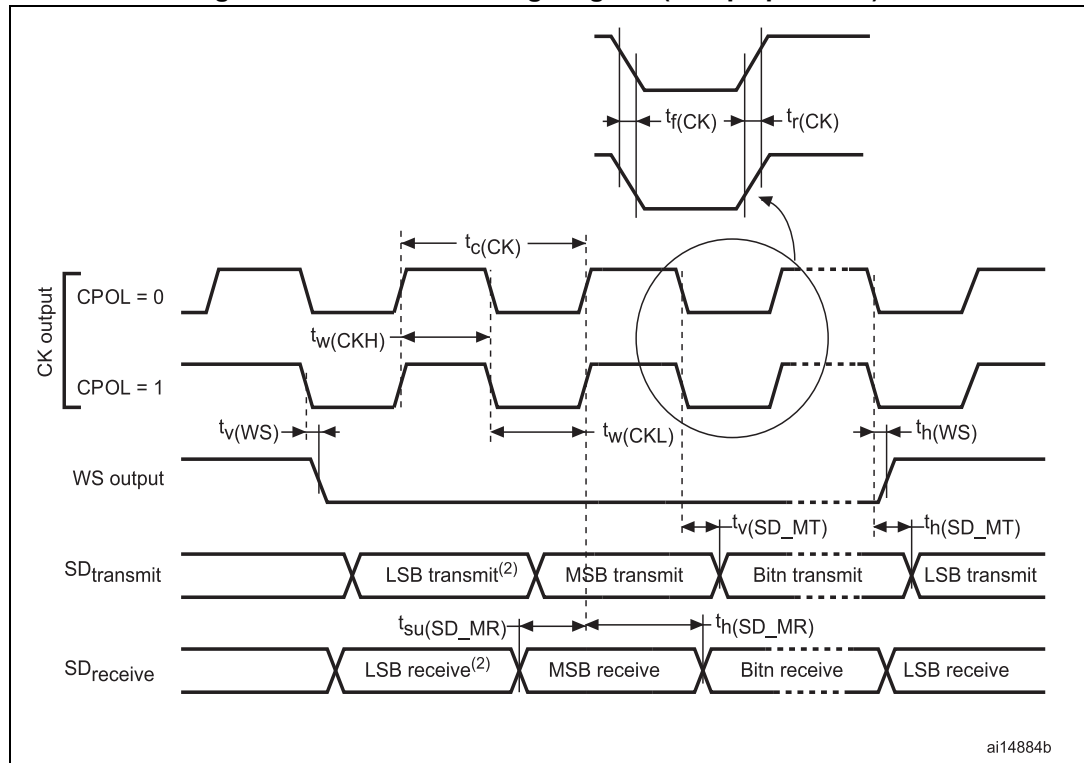 tf(CK)
tr(CK)
tc(CK)
CK output
CPOL = 0
tw(CKH)
CPOL = 1
tv(WS)
tw(CKL)
th(WS)
WS output
tv(SD_MT)
th(SD_MT)
SDtransmit
LSB transmit(2)
MSB transmit
Bitn transmit
LSB transmit
tsu(SD_MR)
th(SD_MR)
SDreceive
LSB receive(2)
MSB receive
Bitn receive
LSB receive
ai14884b